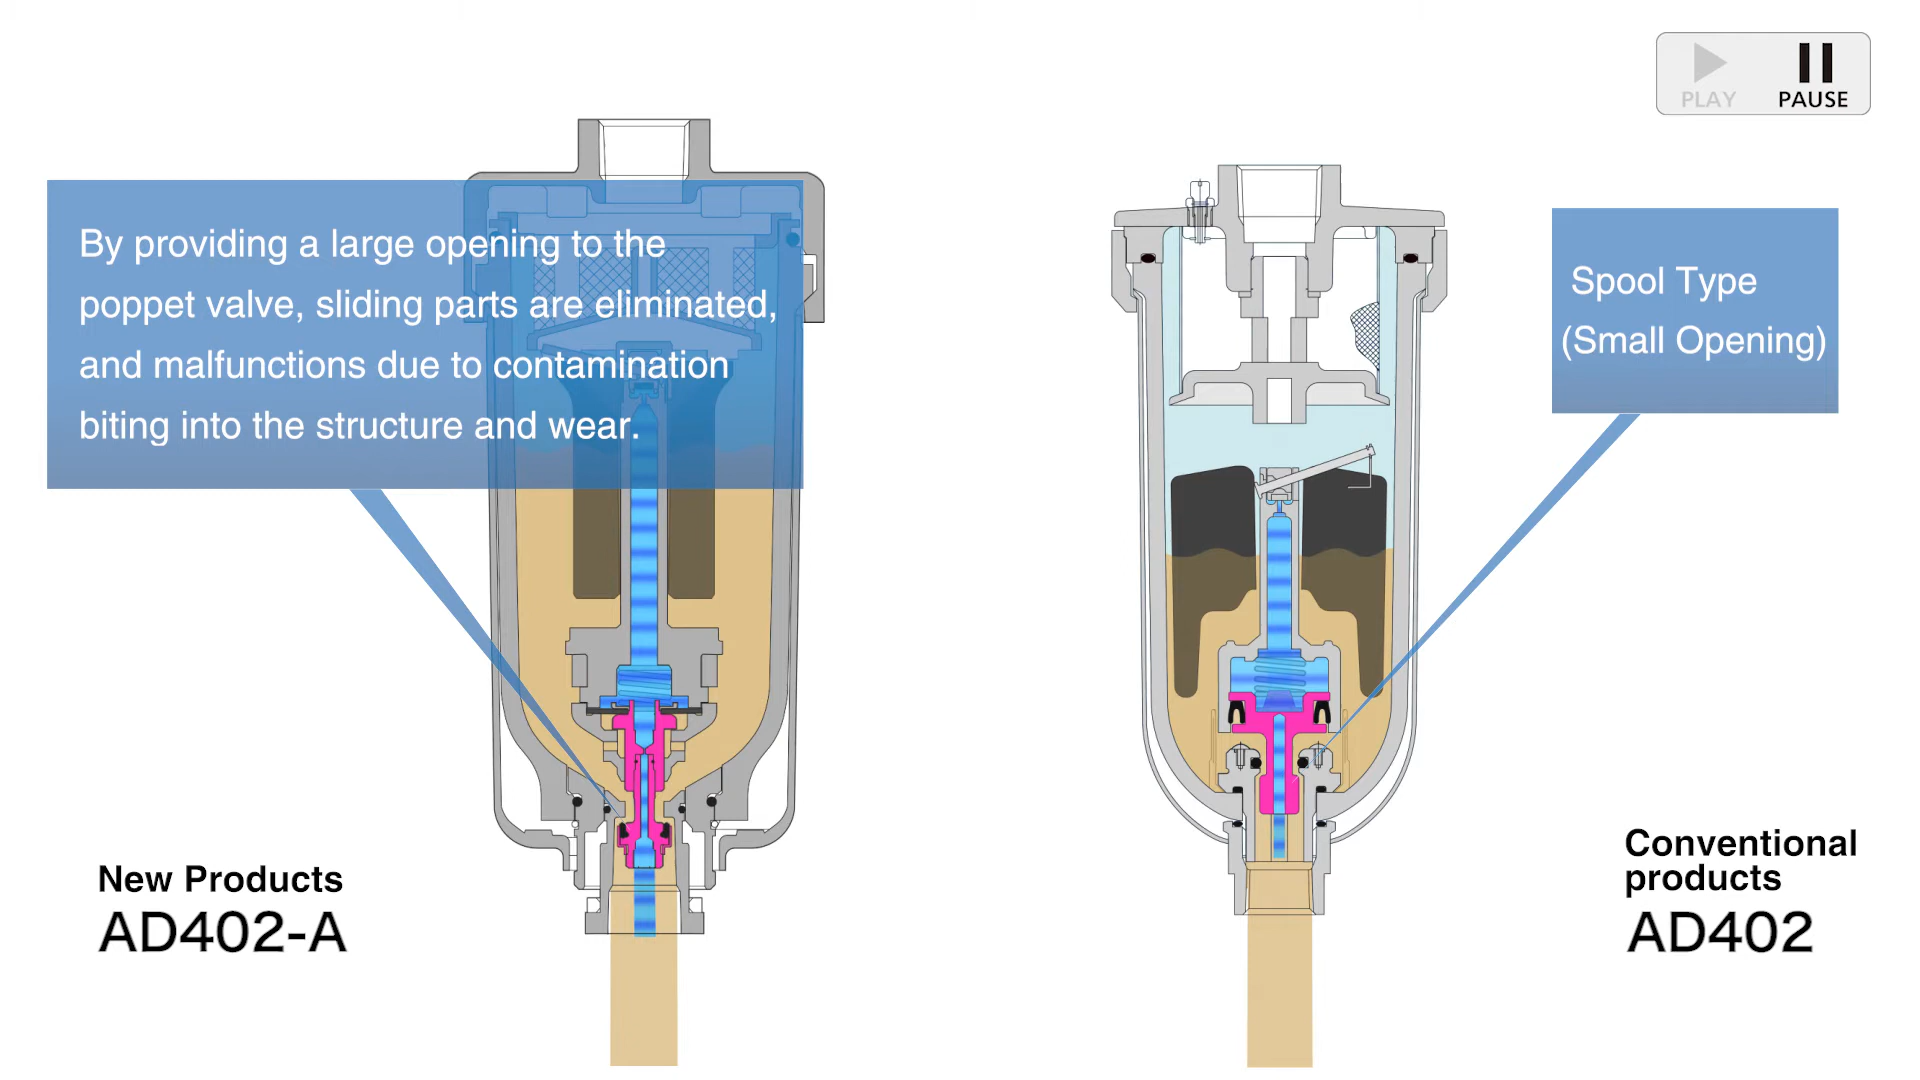 PLAY
PAUSE
By providing a large opening to the
poppet valve, sliding parts are eliminated,
and malfunctions due to contamination
biting into the structure and wear.
Spool Type
(Small Opening)
New Products
AD402-A
Conventional
products
AD402